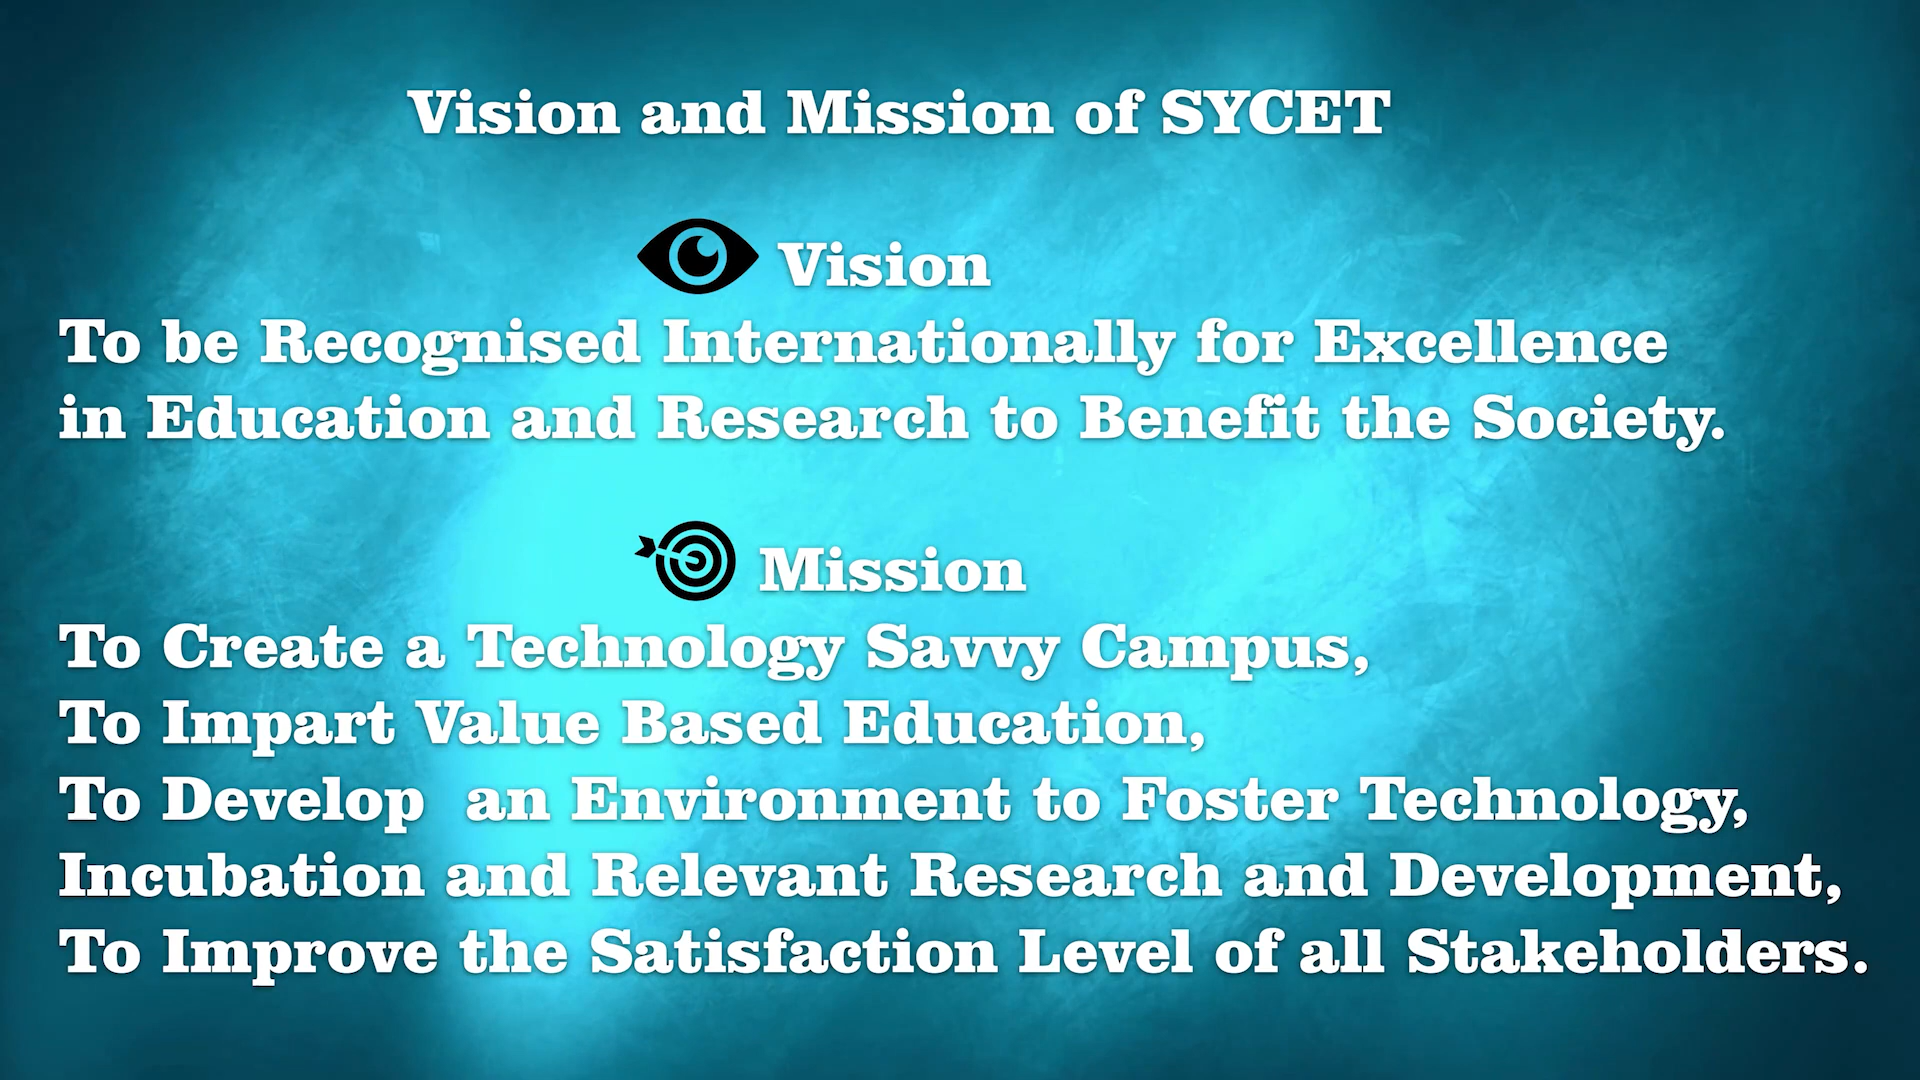 Vision and Mission of SYCET
Vision
To be Recognised Internationally for Excellence
in Education and Research to Benefit the Society.
Mission
To Create a Technology Savvy Campus,
To Impart Value Based Education,
To Develop  an Environment to Foster Technology,
Incubation and Relevant Research and Development,
To Improve the Satisfaction Level of all Stakeholders.